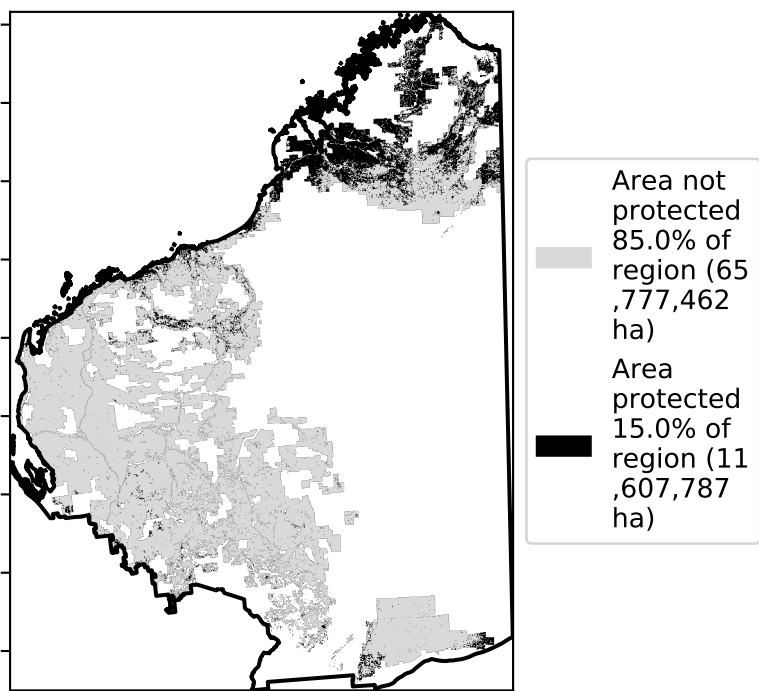 Area not
protected
85.0% of
region (65
,777,462
ha)
Area
protected
15.0% of
region (11
,607,787
ha)